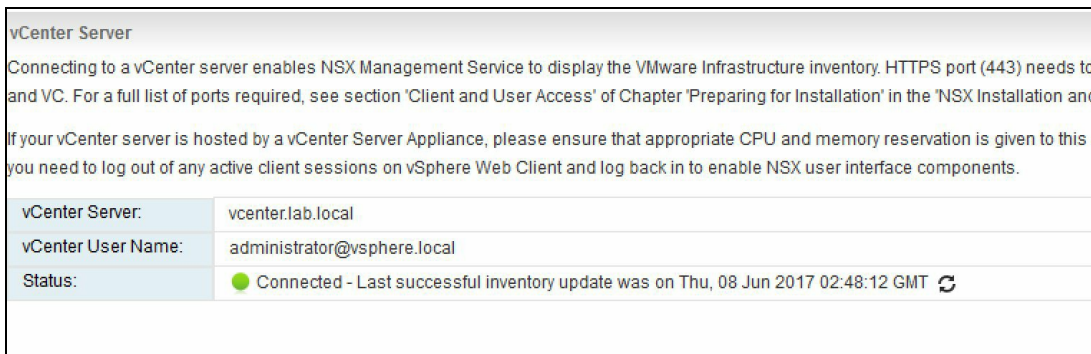 vCenter Server
Connecting to a vCenter server enables NSX Management Service to display the VMware Infrastructure inventory. HTTPS port (443) needs to
and VC. For a full list of ports required, see section 'Client and User Access' of Chapter 'Preparing for Installation' in the 'NSX Installation and
If your vCenter server is hosted by a vCenter Server Appliance, please ensure that appropriate CPU and memory reservation is given to this
you need to log out of any active client sessions on vSphere Web Client and log back in to enable NSX user interface components.
vCenter Server: vcenter.lab.local
vCenter User Name: administrator@vsphere.local
Status: Connected - Last successful inventory update was on Thu, 08 Jun 2017 02:48:12 GMT